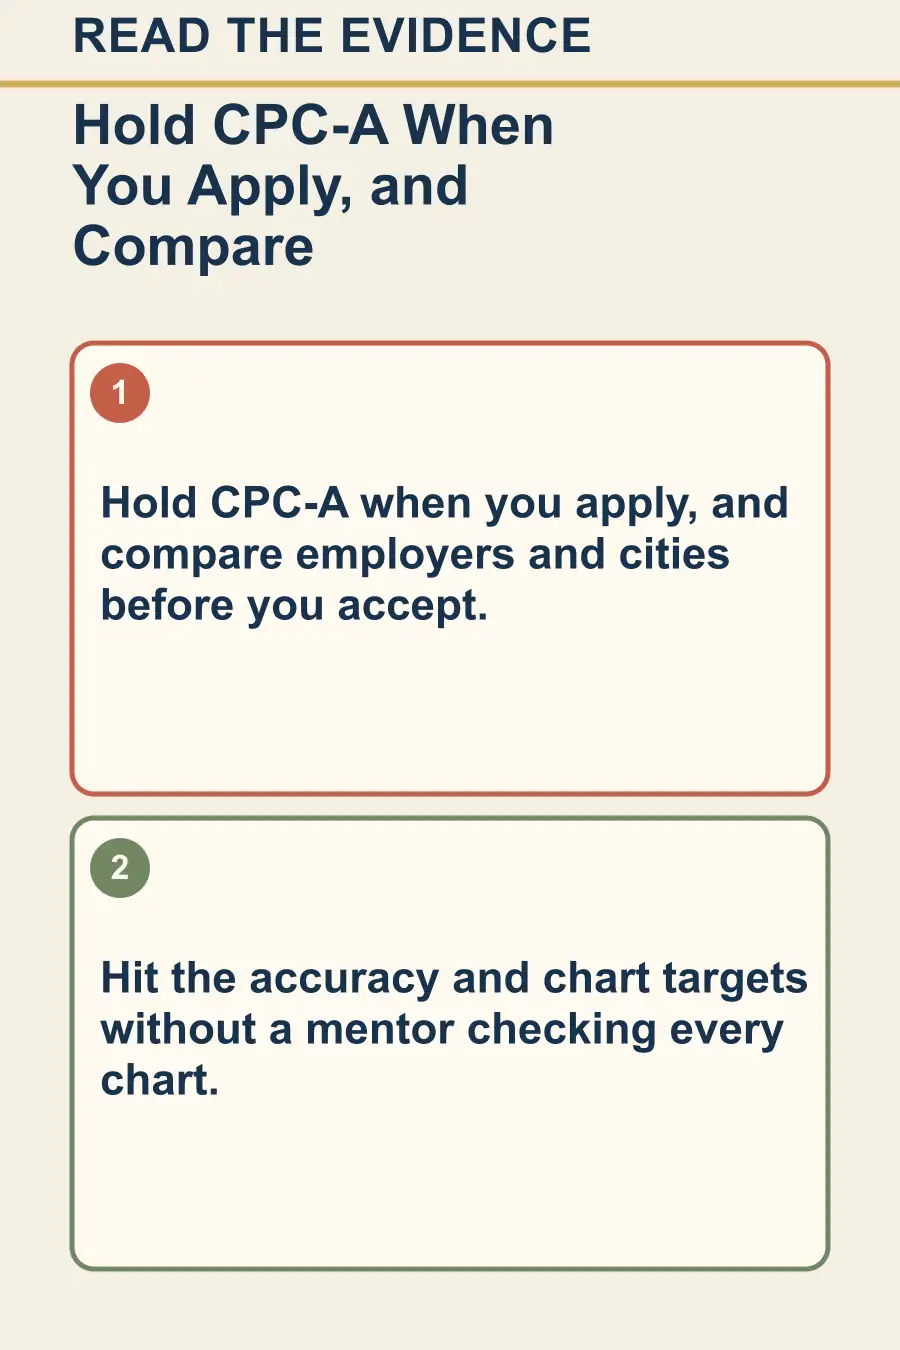 READ THE EVIDENCE
Hold CPC-A When
You Apply, and
Compare
1
Hold CPC-A when you apply, and
compare employers and cities
before you accept.
2
Hit the accuracy and chart targets
without a mentor checking every
chart.